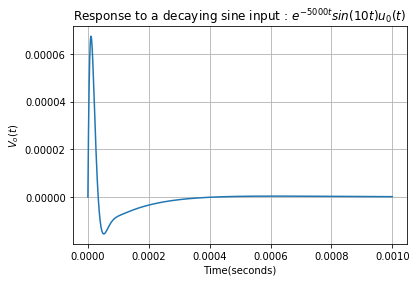 Response to a decaying sine input : $e^{-5000t}sin(10t)u_0(t)$
0.00006
0.00004
0.00002
0.00000
$V_o(t)$
0.0000 0.0002 0.0004 0.0006 0.0008 0.0010
Time(seconds)